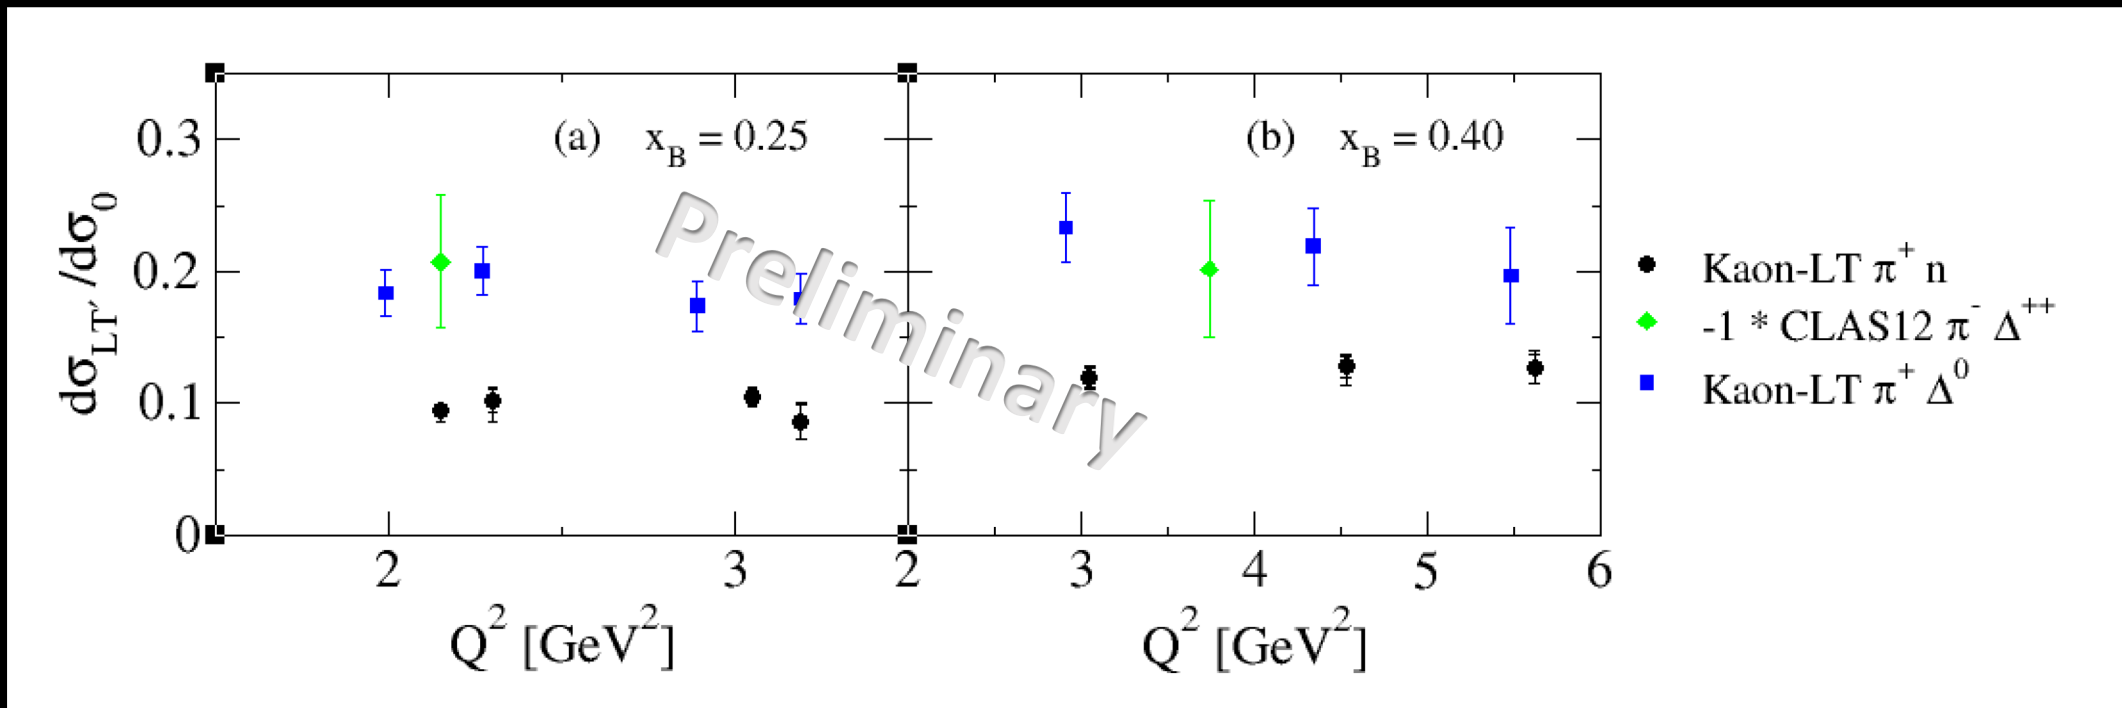 0.3
0.2
0.1
0
dσ_LT′ /dσ_0
(a) x_B = 0.25
(b) x_B = 0.40
Preliminary
2 3 2 3 4 5 6
Q^2 [GeV^2]
Q^2 [GeV^2]
Kaon-LT π^+ n
-1 * CLAS12 π^- Δ^++
Kaon-LT π^+ Δ^0